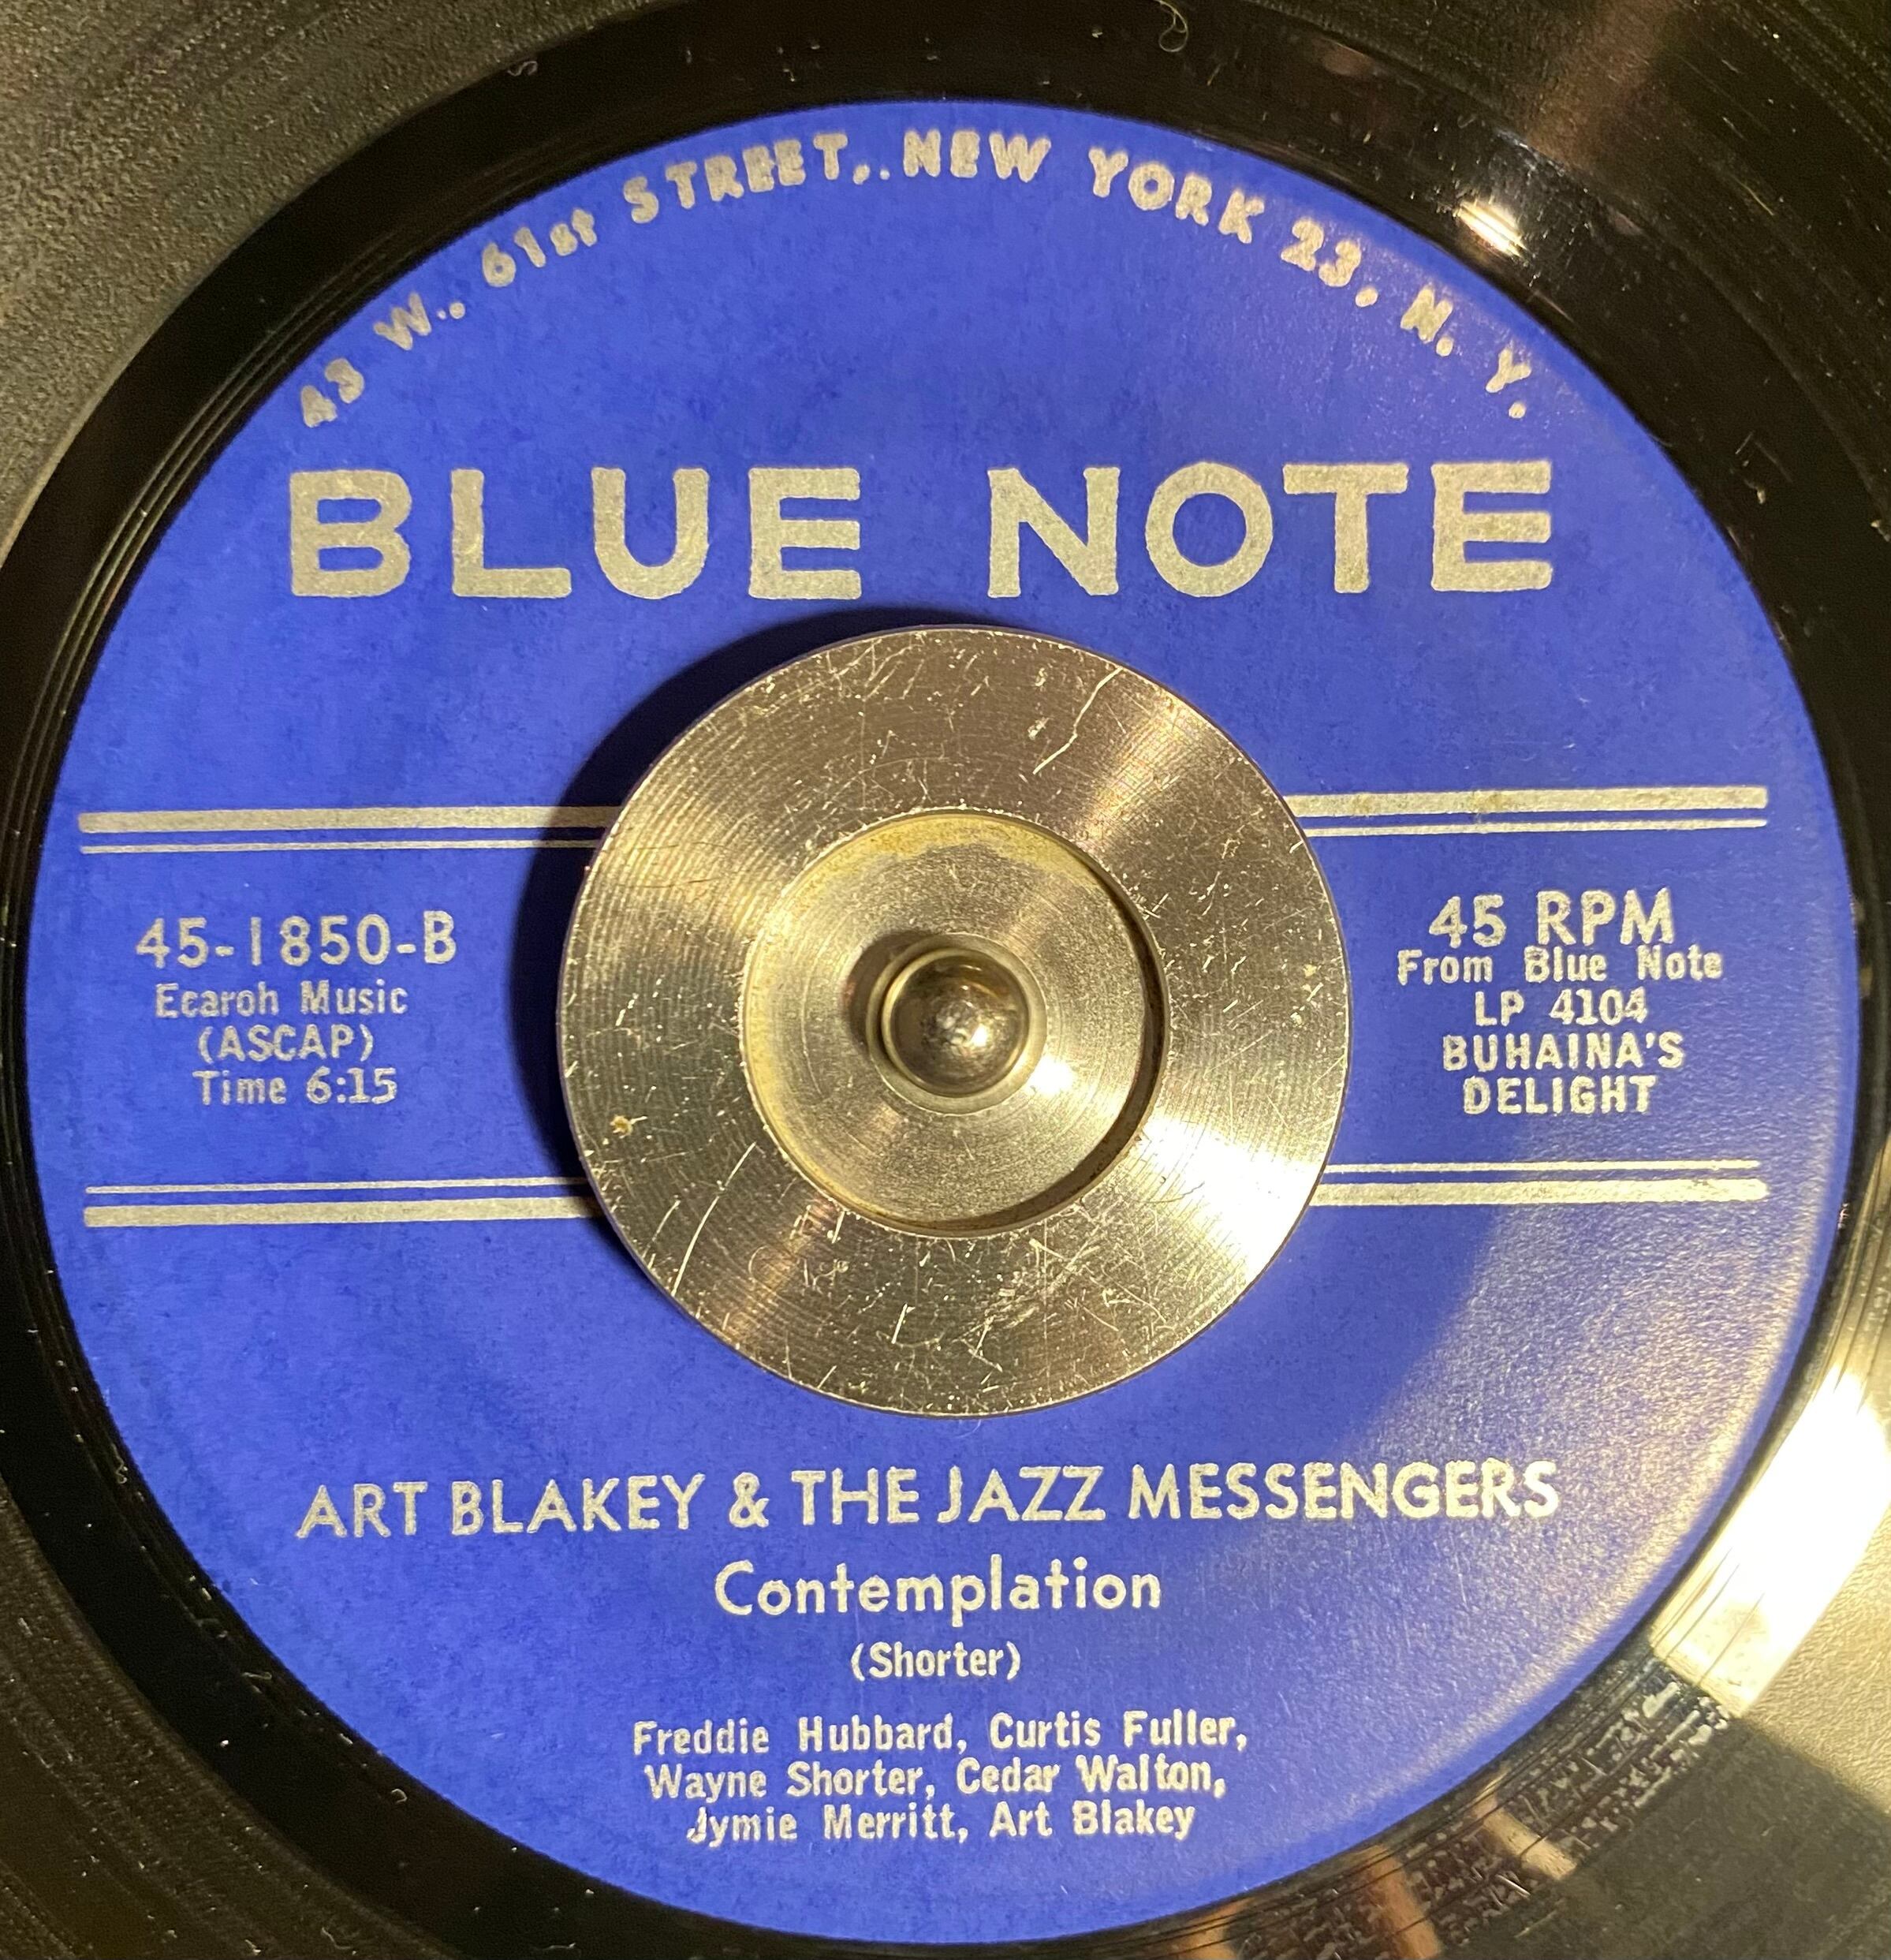 43 W., 61st STREET,. NEW YORK 23, N. Y.
BLUE NOTE
45-1850-B
Ecaroh Music
(ASCAP)
Time 6:15
45 RPM
From Blue Note
LP 4104
BUHAINA'S
DELIGHT
ART BLAKEY & THE JAZZ MESSENGERS
Contemplation
(Shorter)
Freddie Hubbard, Curtis Fuller,
Wayne Shorter, Cedar Walton,
Jymie Merritt, Art Blakey